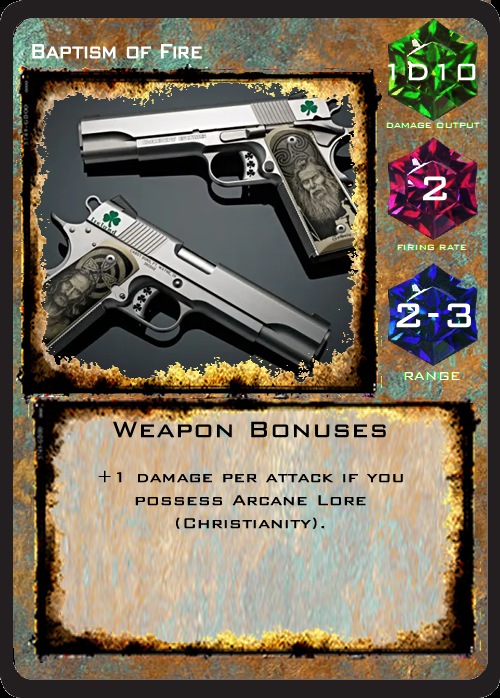 Baptism of Fire
1D10
DAMAGE OUTPUT
2
FIRING RATE
2-3
RANGE
Weapon Bonuses
+1 damage per attack if you
possess Arcane Lore
(Christianity).